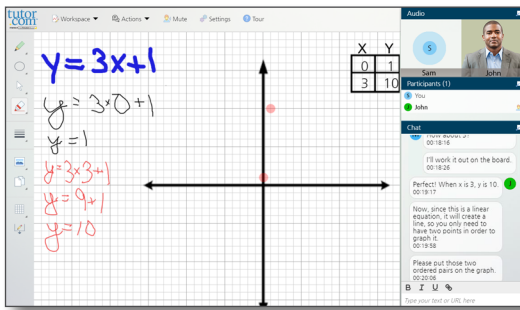 tutor
com
Workspace
Actions
Mute
Settings
Tour
y=3x+1
y=3×0+1
y=1
y=3×3+1
y=9+1
y=10
X Y
0 1
3 10
Audio
S
Sam
John
Participants (1)
S You
J John
Chat
How about 3?
00:18:16
I'll work it out on the board.
00:18:26
Perfect! When x is 3, y is 10.
00:19:17
J
Now, since this is a linear
equation, it will create a
line, so you only need to
have two points in order to
graph it.
00:19:58
Please put those two
ordered pairs on the graph.
00:20:06
B I U
Type your text or URL here